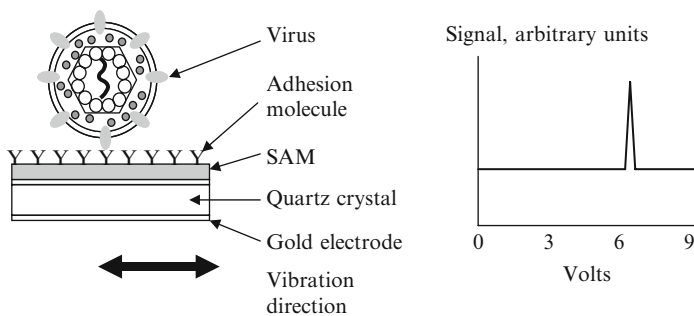 Virus
Adhesion
molecule
Y Y Y Y Y Y Y Y Y
SAM
Quartz crystal
Gold electrode
Vibration
direction
Signal, arbitrary units
0 3 6 9
Volts